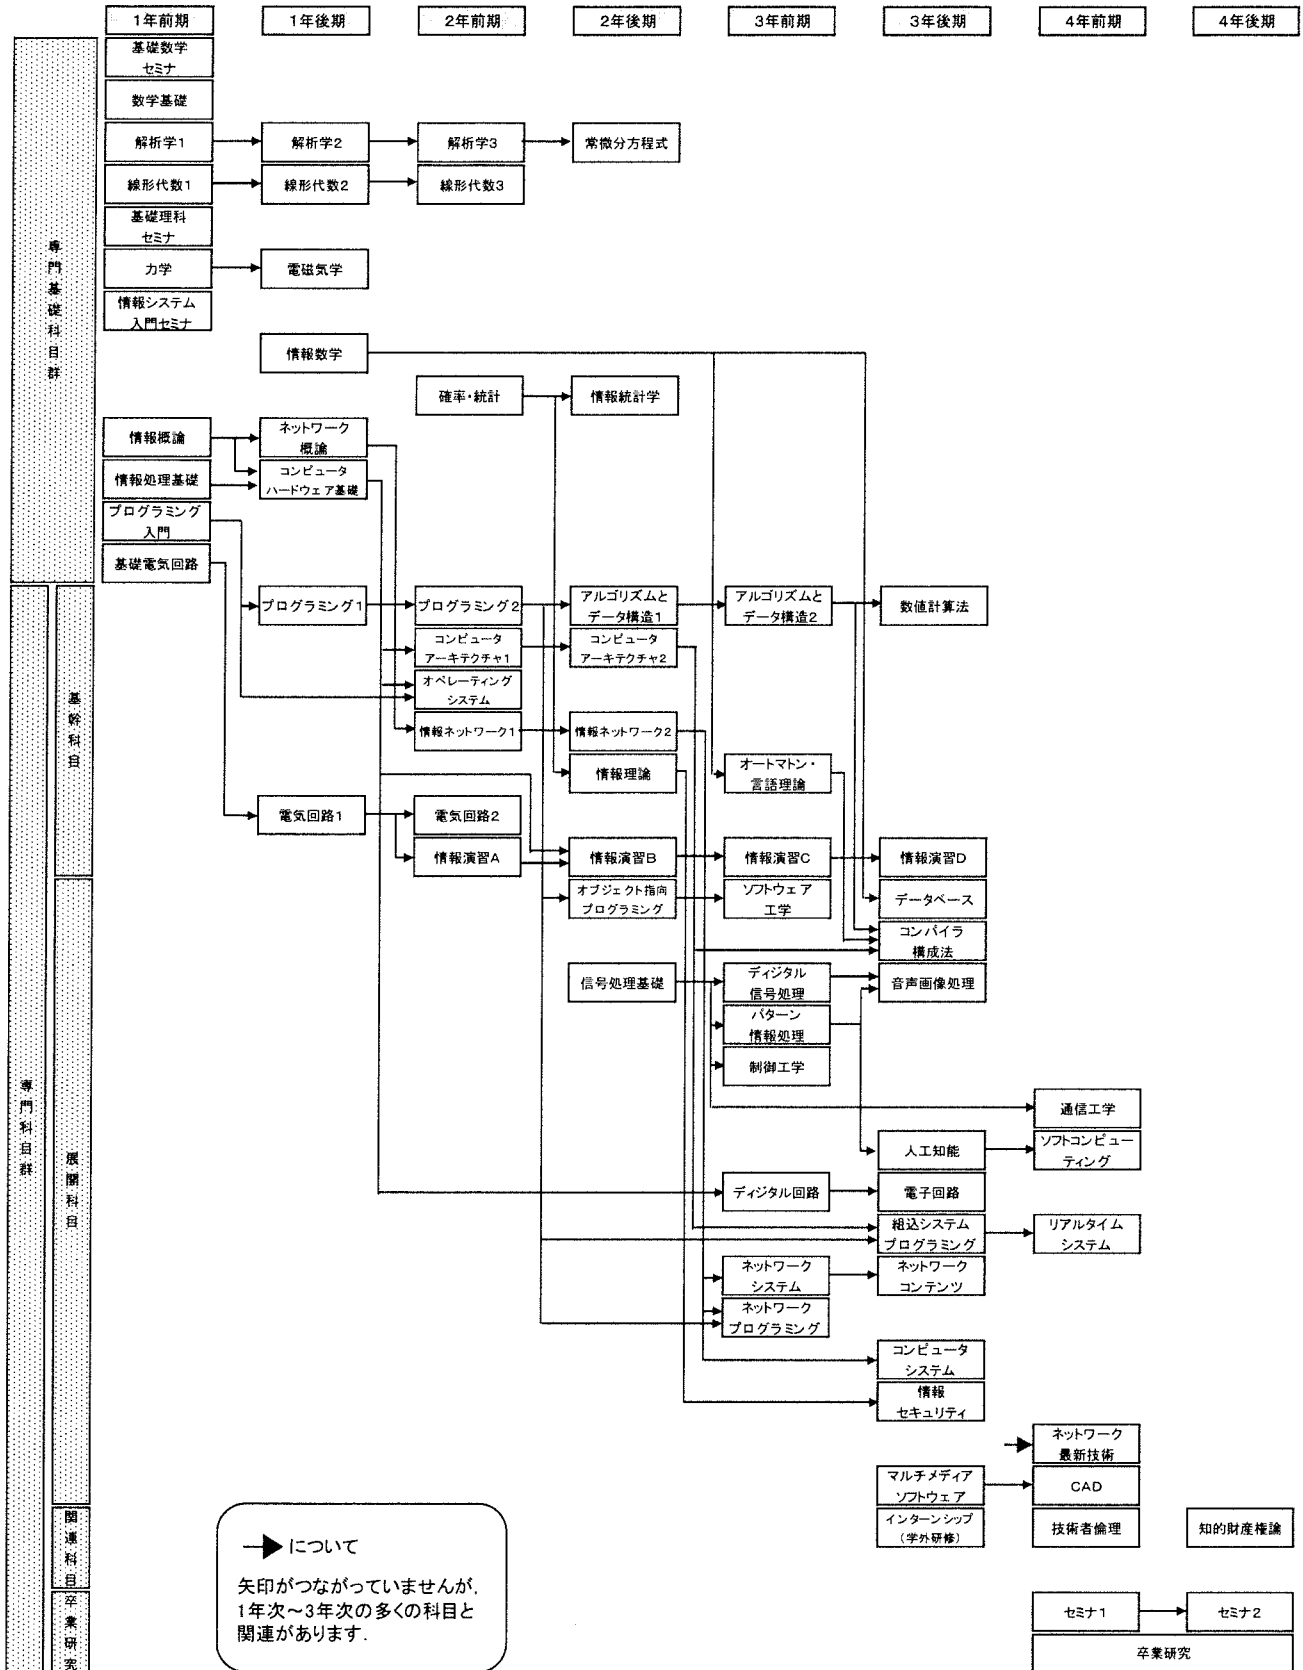 1年前期
1年後期
2年前期
2年後期
3年前期
3年後期
4年前期
4年後期
専門基礎科目群
基礎数学
セミナ
数学基礎
解析学1
解析学2
解析学3
常微分方程式
線形代数1
線形代数2
線形代数3
基礎理科
セミナ
力学
電磁気学
情報システム
入門セミナ
情報数学
確率・統計
情報統計学
情報概論
ネットワーク
概論
情報処理基礎
コンピュータ
ハードウェア基礎
プログラミング
入門
基礎電気回路
専門科目群
基幹科目
プログラミング1
プログラミング2
アルゴリズムと
データ構造1
アルゴリズムと
データ構造2
数値計算法
コンピュータ
アーキテクチャ1
コンピュータ
アーキテクチャ2
オペレーティング
システム
情報ネットワーク1
情報ネットワーク2
情報理論
オートマトン・
言語理論
電気回路1
電気回路2
情報演習A
情報演習B
情報演習C
情報演習D
展開科目
オブジェクト指向
プログラミング
ソフトウェア
工学
データベース
コンパイラ
構成法
信号処理基礎
ディジタル
信号処理
音声画像処理
パターン
情報処理
制御工学
通信工学
人工知能
ソフトコンピュー
ティング
ディジタル回路
電子回路
組込システム
プログラミング
リアルタイム
システム
ネットワーク
システム
ネットワーク
コンテンツ
ネットワーク
プログラミング
コンピュータ
システム
情報
セキュリティ
ネットワーク
最新技術
マルチメディア
ソフトウェア
CAD
関連科目
インターンシップ
(学外研修)
技術者倫理
知的財産権論
卒業研究
セミナ1
セミナ2
卒業研究
について
矢印がつながっていませんが,
1年次～3年次の多くの科目と
関連があります.